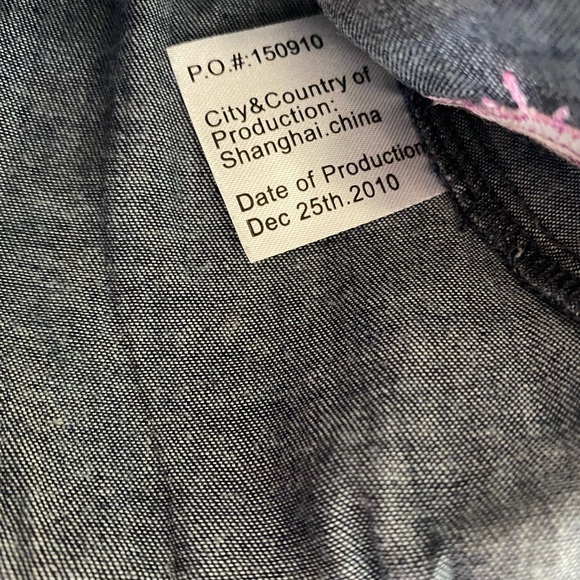 P.O.#:150910
City&Country of
Production:
Shanghai.china
Date of Production
Dec 25th.2010